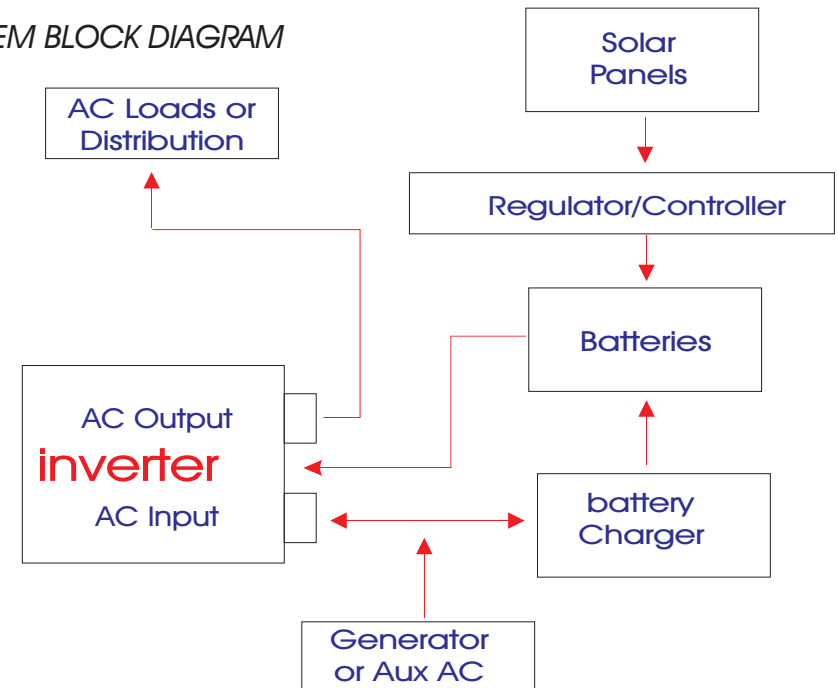 EM BLOCK DIAGRAM
Solar
Panels
AC Loads or
Distribution
Regulator/Controller
Batteries
AC Output
inverter
AC Input
battery
Charger
Generator
or Aux AC